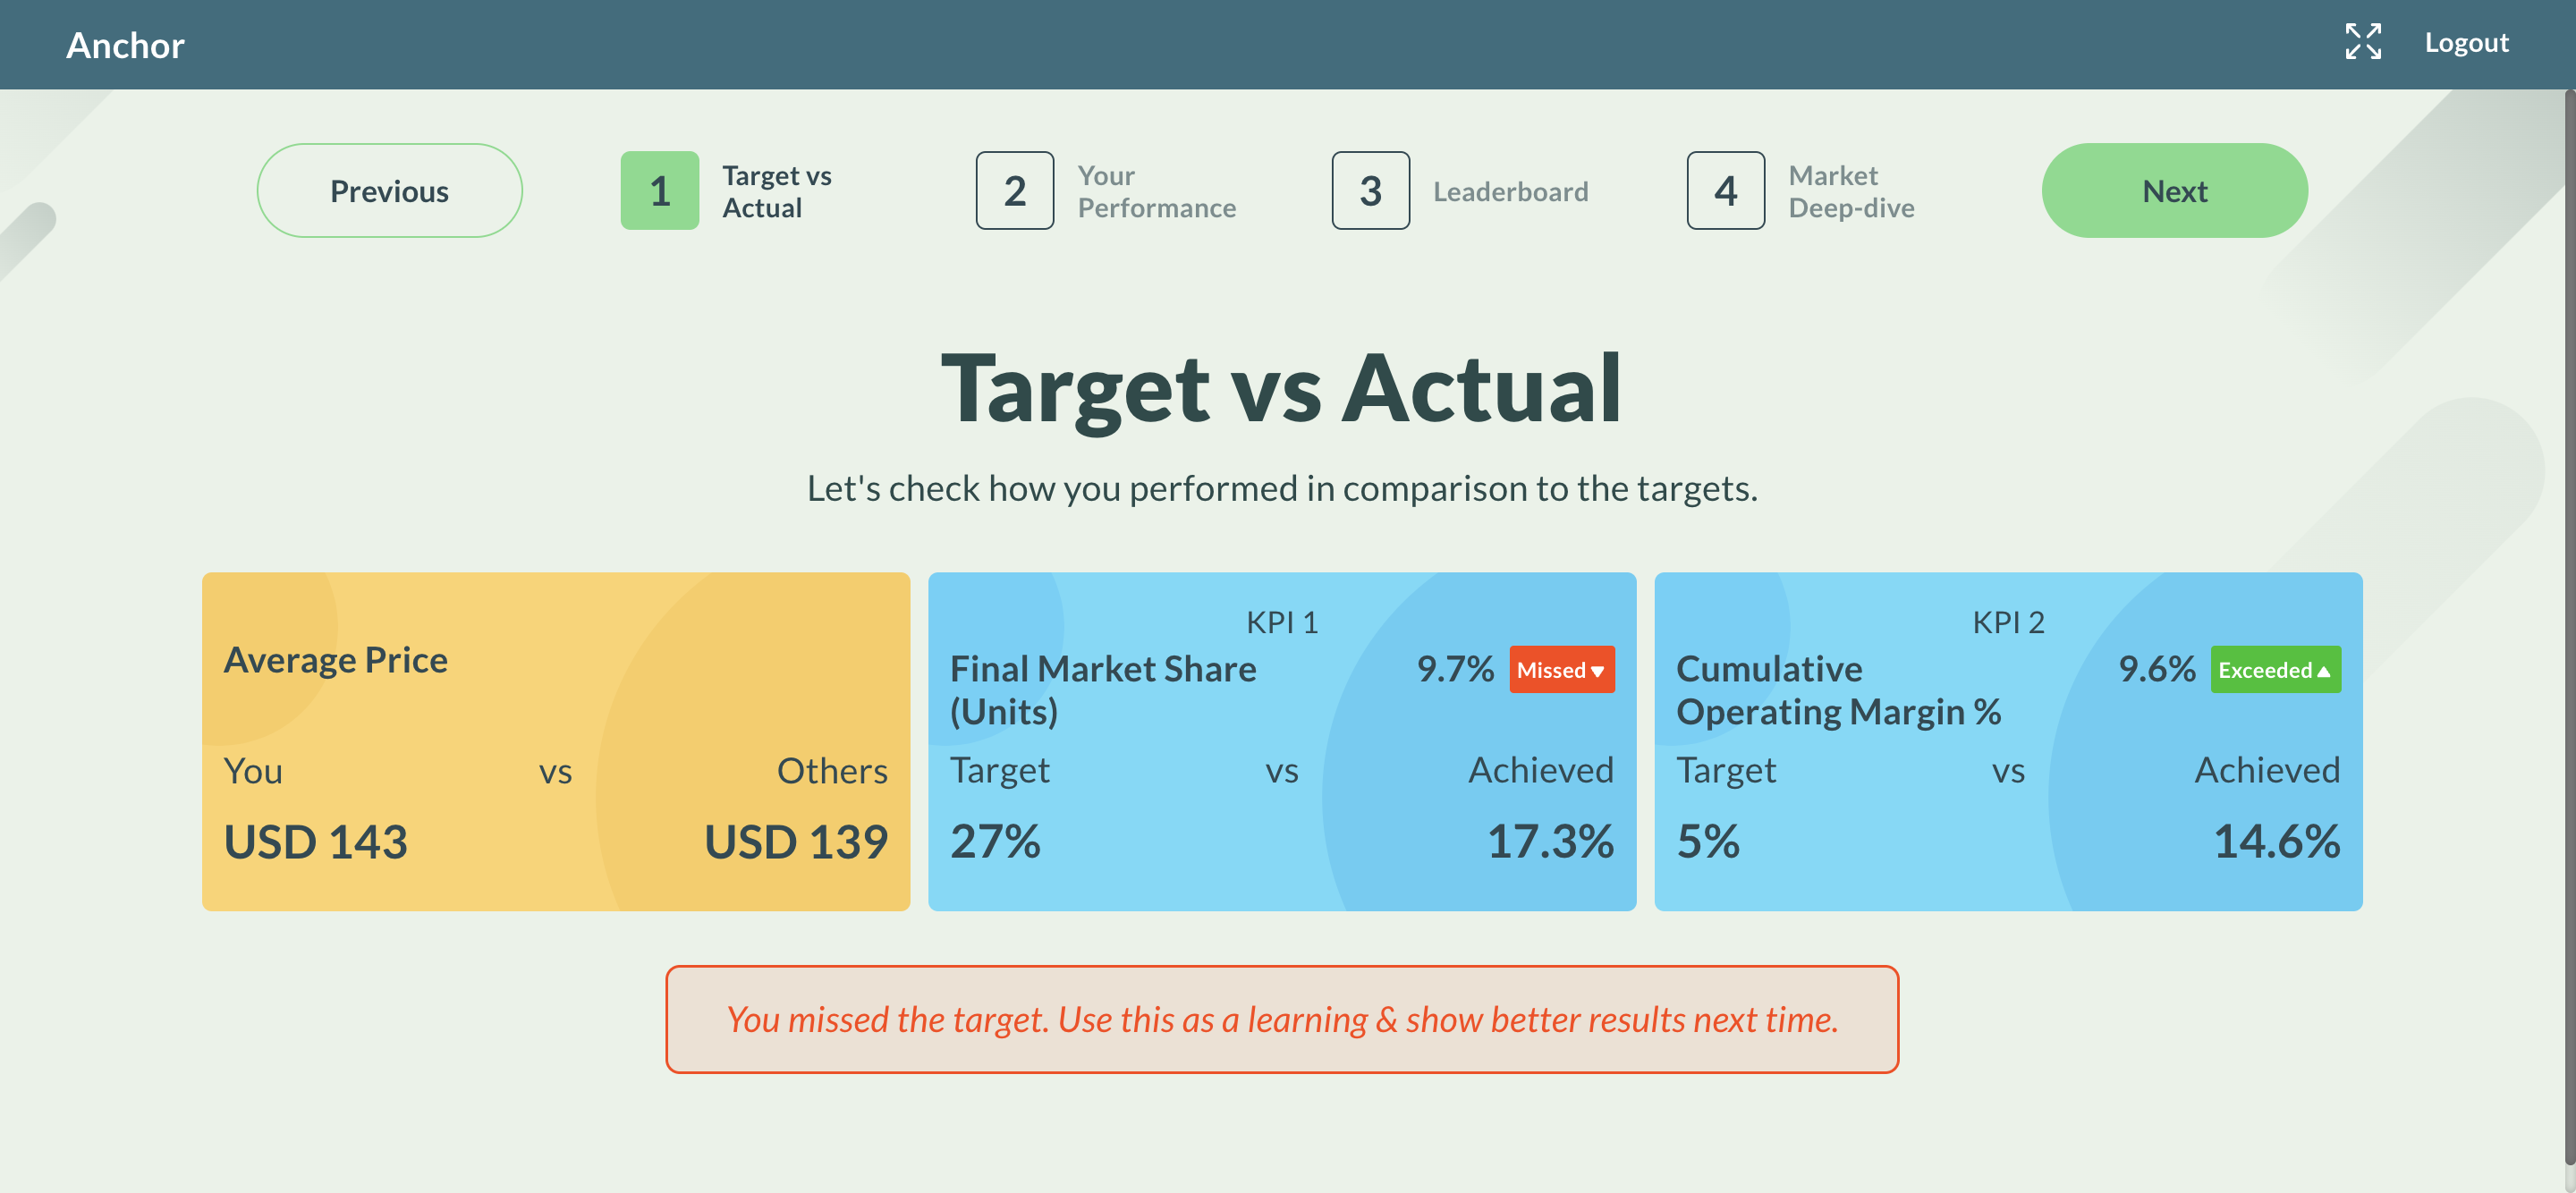 Anchor
Logout
Previous
1
Target vs
Actual
2
Your
Performance
3
Leaderboard
4
Market
Deep-dive
Next
Target vs Actual
Let's check how you performed in comparison to the targets.
Average Price
You vs Others
USD 143 USD 139
KPI 1
Final Market Share
(Units)
9.7% Missed
Target vs Achieved
27% 17.3%
KPI 2
Cumulative
Operating Margin %
9.6% Exceeded
Target vs Achieved
5% 14.6%
You missed the target. Use this as a learning & show better results next time.